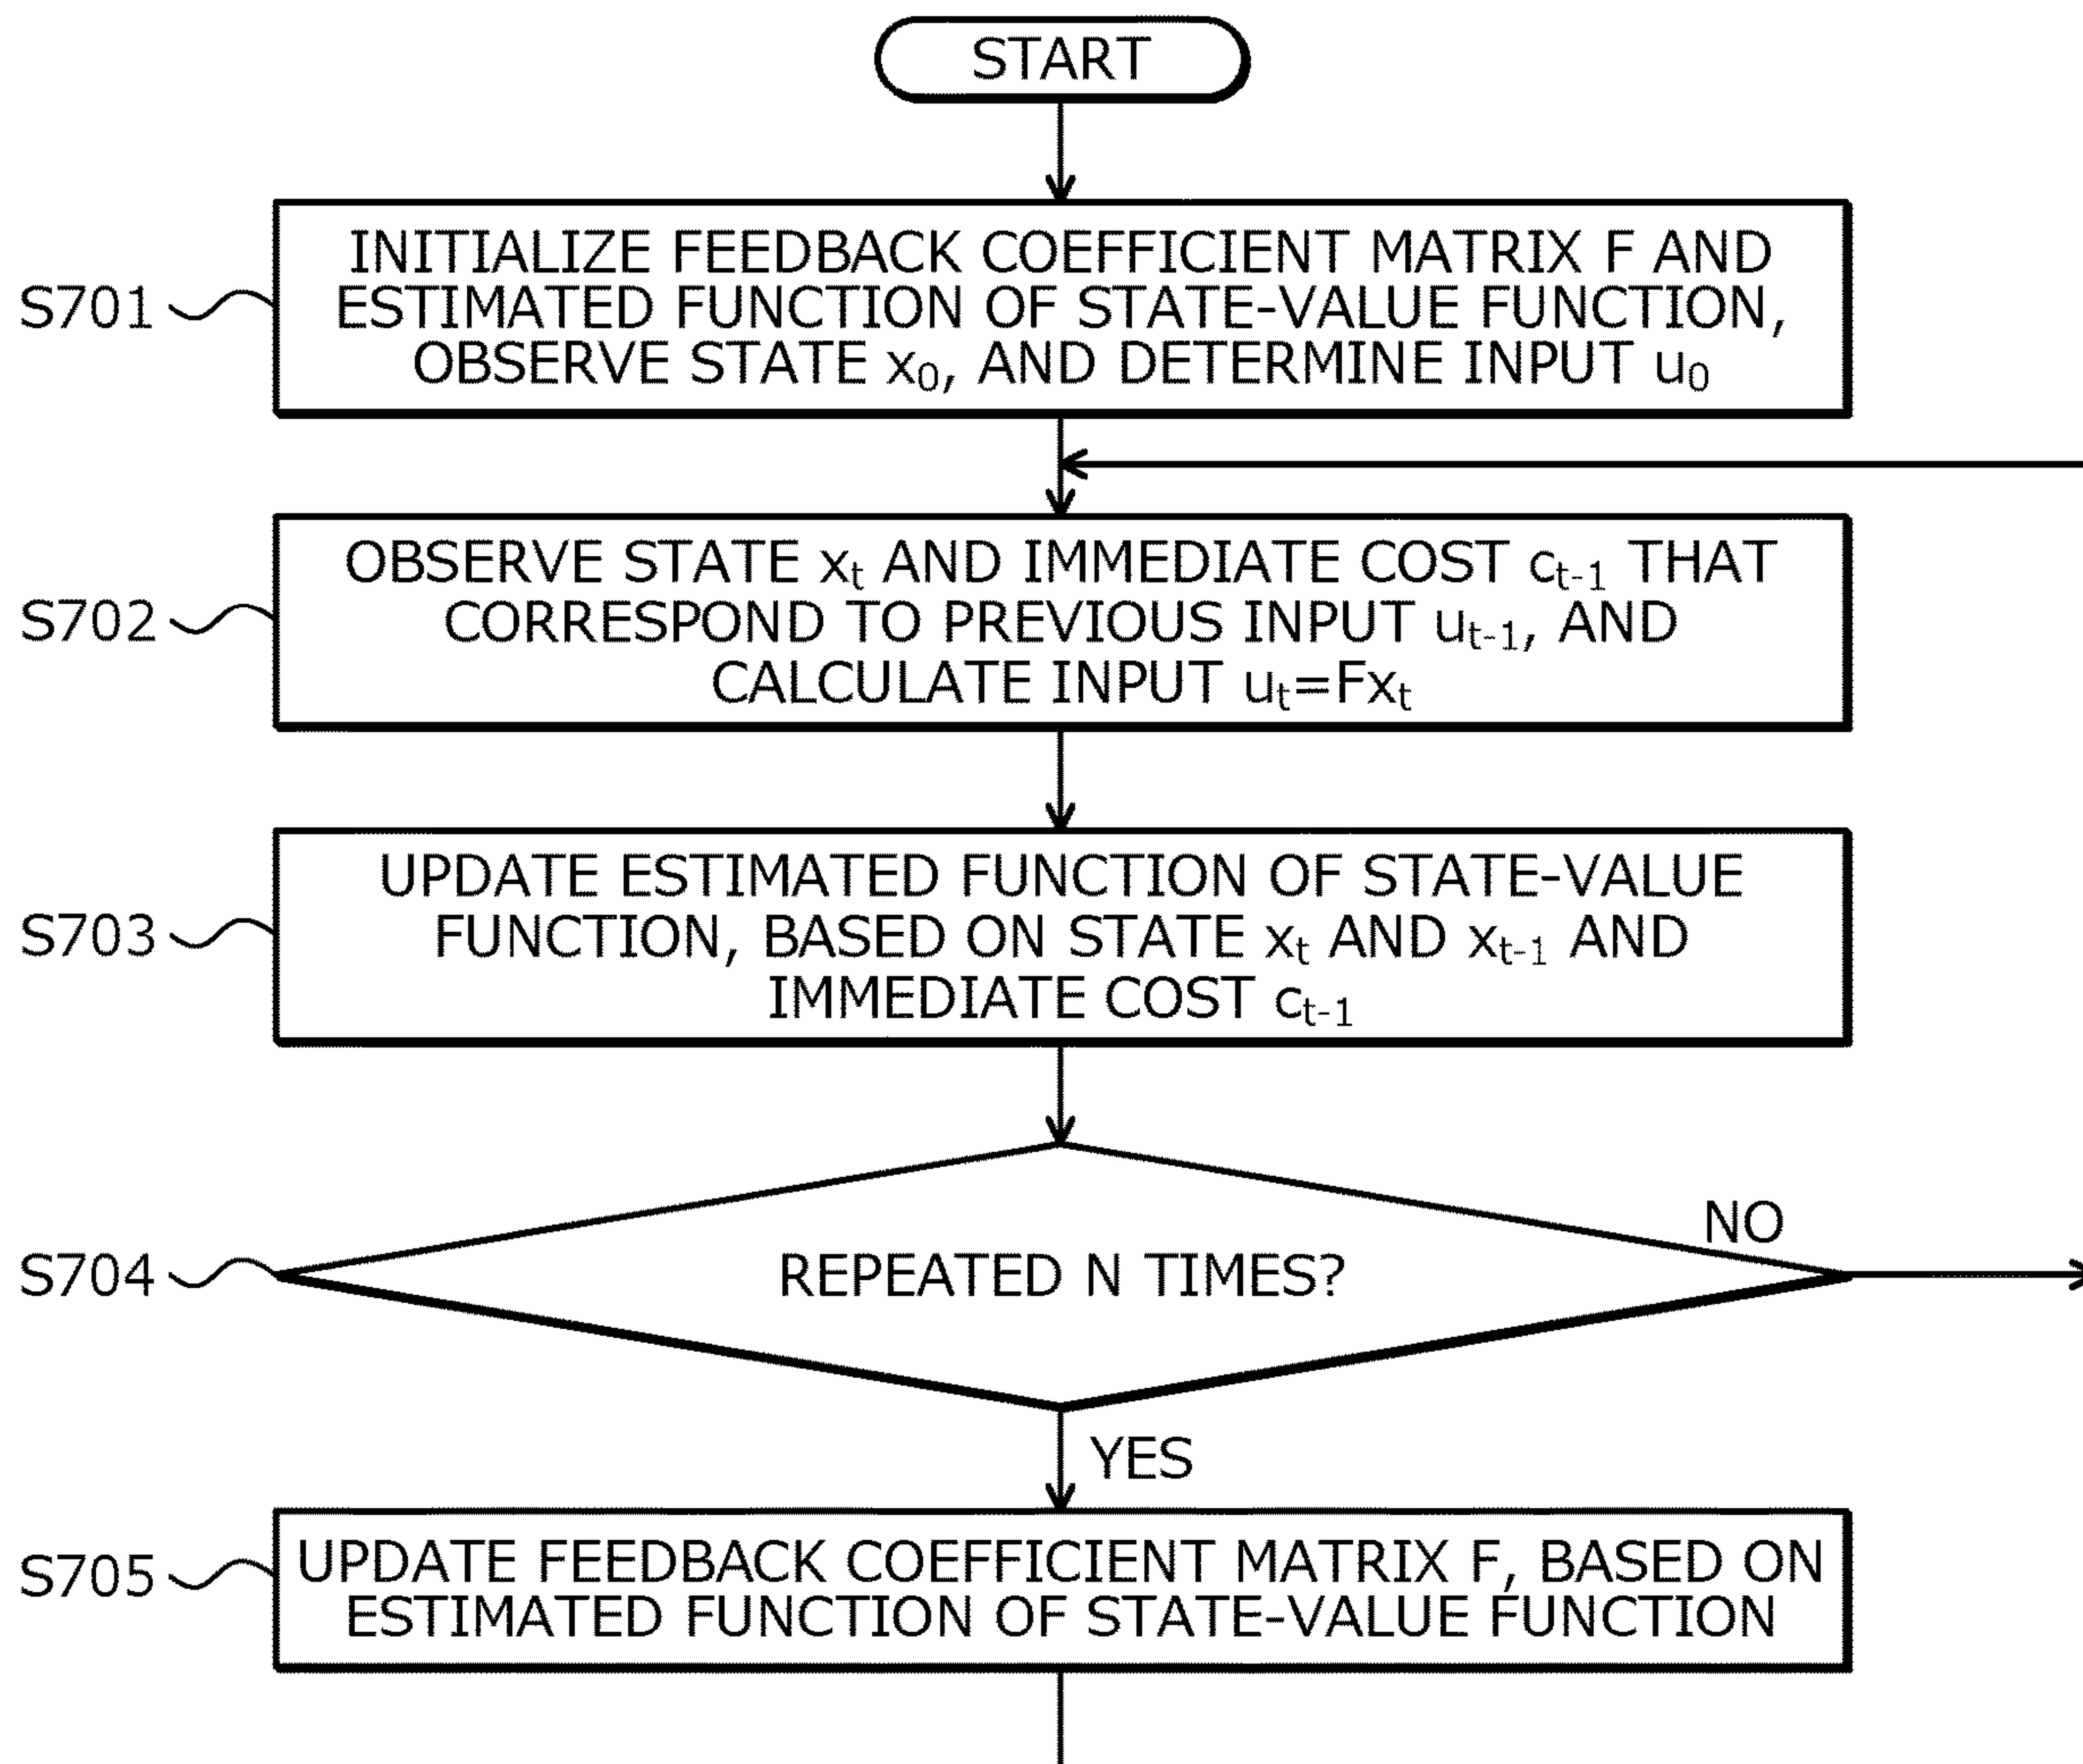 START
S701
INITIALIZE FEEDBACK COEFFICIENT MATRIX F AND
ESTIMATED FUNCTION OF STATE-VALUE FUNCTION,
OBSERVE STATE x₀, AND DETERMINE INPUT u₀
S702
OBSERVE STATE xₜ AND IMMEDIATE COST cₜ₋₁ THAT
CORRESPOND TO PREVIOUS INPUT uₜ₋₁, AND
CALCULATE INPUT uₜ=Fxₜ
S703
UPDATE ESTIMATED FUNCTION OF STATE-VALUE
FUNCTION, BASED ON STATE xₜ AND xₜ₋₁ AND
IMMEDIATE COST cₜ₋₁
S704
REPEATED N TIMES?
NO
YES
S705
UPDATE FEEDBACK COEFFICIENT MATRIX F, BASED ON
ESTIMATED FUNCTION OF STATE-VALUE FUNCTION